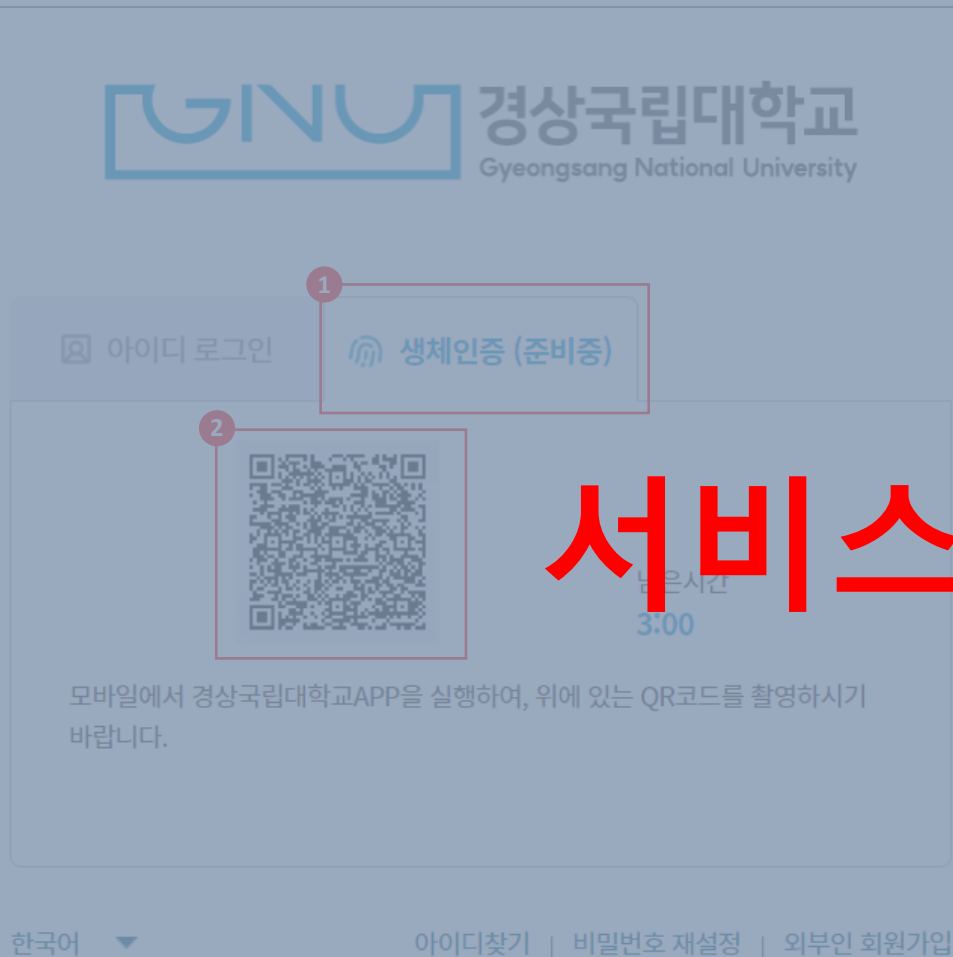 GNU 경상국립대학교
Gyeongsang National University
1
아이디 로그인
생체인증 (준비중)
2
서비스
남은시간
3:00
모바일에서 경상국립대학교APP을 실행하여, 위에 있는 QR코드를 촬영하시기
바랍니다.
한국어
아이디찾기 | 비밀번호 재설정 | 외부인 회원가입